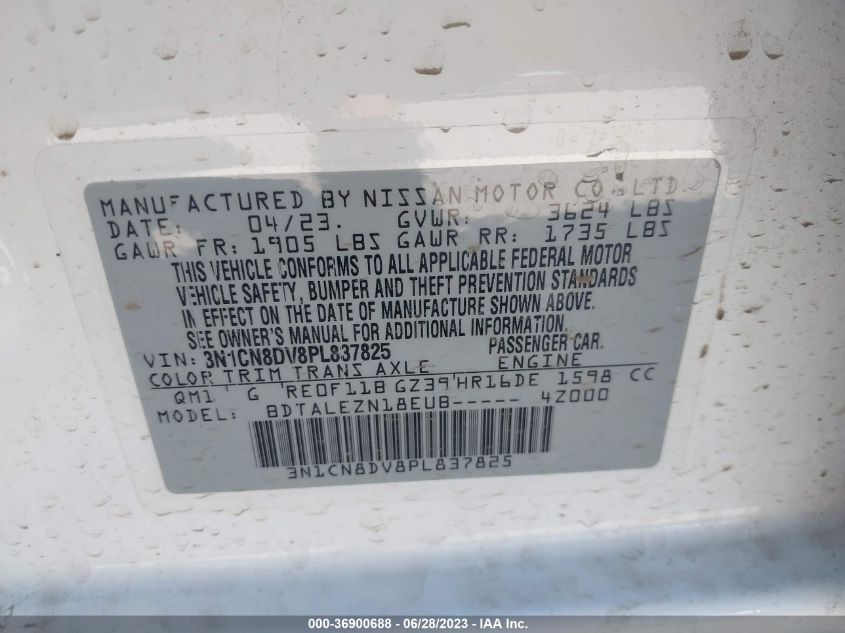 MANUFACTURED BY NISSAN MOTOR CO. LTD.
DATE: 04/23. GVWR: 3624 LBS
GAWR FR: 1905 LBS GAWR RR: 1735 LBS
THIS VEHICLE CONFORMS TO ALL APPLICABLE FEDERAL MOTOR
VEHICLE SAFETY, BUMPER AND THEFT PREVENTION STANDARDS
IN EFFECT ON THE DATE OF MANUFACTURE SHOWN ABOVE.
SEE OWNER'S MANUAL FOR ADDITIONAL INFORMATION.
VIN: 3N1CN8DV8PL837825 PASSENGER CAR.
COLOR TRIM TRANS AXLE ENGINE
QM1 G RE0F11B GZ39 HR16DE 1598 CC
MODEL: BDTALEZN18EUB----- 4Z000
3N1CN8DV8PL837825
000-36900688 - 06/28/2023 - IAA Inc.